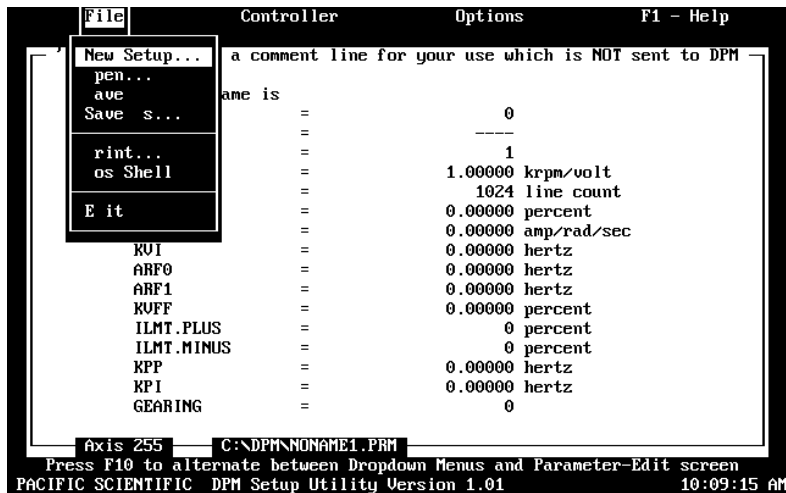 File Controller Options F1 - Help
New Setup... a comment line for your use which is NOT sent to DPM
pen...
ave ame is
Save s... = 0
= ----
rint... = 1
os Shell = 1.00000 krpm/volt
= 1024 line count
E it = 0.00000 percent
= 0.00000 amp/rad/sec
KVI = 0.00000 hertz
ARF0 = 0.00000 hertz
ARF1 = 0.00000 hertz
KVFF = 0.00000 percent
ILMT.PLUS = 0 percent
ILMT.MINUS = 0 percent
KPP = 0.00000 hertz
KPI = 0.00000 hertz
GEARING = 0
Axis 255 C:\DPM\NONAME1.PRM
Press F10 to alternate between Dropdown Menus and Parameter-Edit screen
PACIFIC SCIENTIFIC DPM Setup Utility Version 1.01 10:09:15 AM